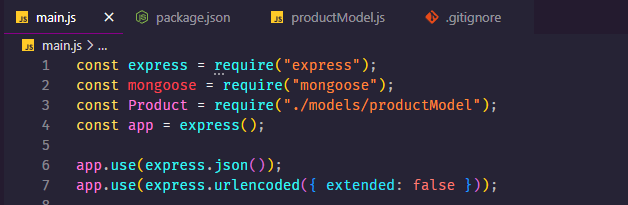 main.js
package.json
productModel.js
.gitignore
main.js > ...
1 const express = require("express");
2 const mongoose = require("mongoose");
3 const Product = require("./models/productModel");
4 const app = express();
5
6 app.use(express.json());
7 app.use(express.urlencoded({ extended: false }));
8